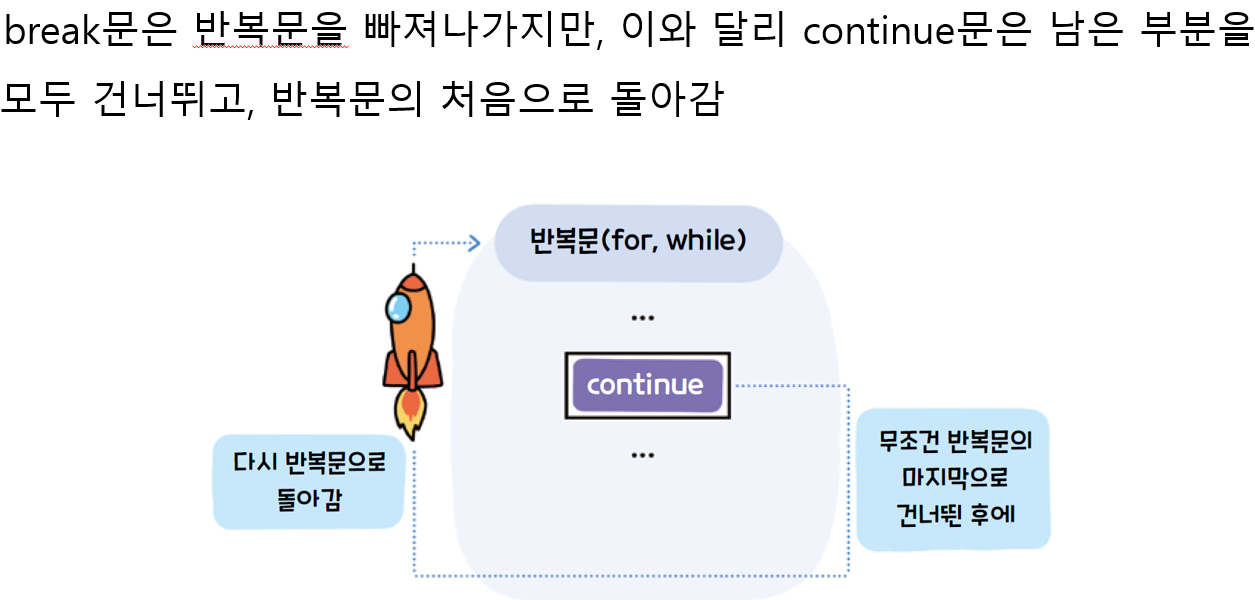 break문은 반복문을 빠져나가지만, 이와 달리 continue문은 남은 부분을
모두 건너뛰고, 반복문의 처음으로 돌아감
반복문(for, while)
...
continue
...
다시 반복문으로
돌아감
무조건 반복문의
마지막으로
건너뛴 후에